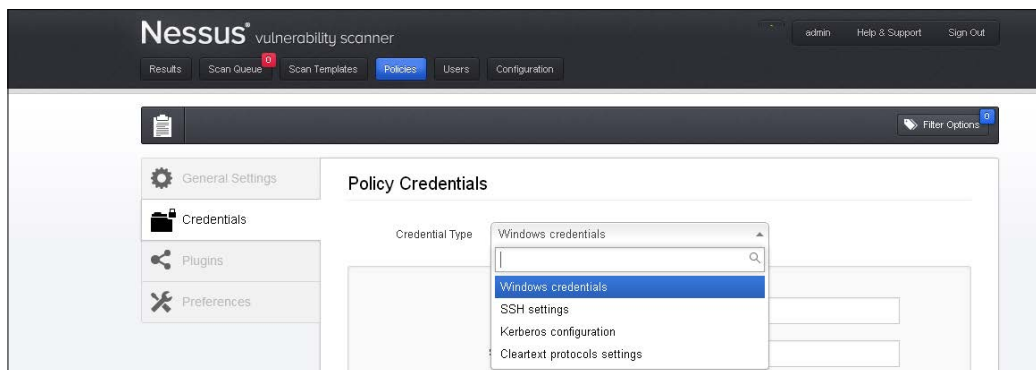 Nessus® vulnerability scanner
admin Help & Support Sign Out
Results Scan Queue 0 Scan Templates Policies Users Configuration
Filter Options 0
General Settings
Credentials
Plugins
Preferences
Policy Credentials
Credential Type Windows credentials
Windows credentials
SSH settings
Kerberos configuration
Cleartext protocols settings